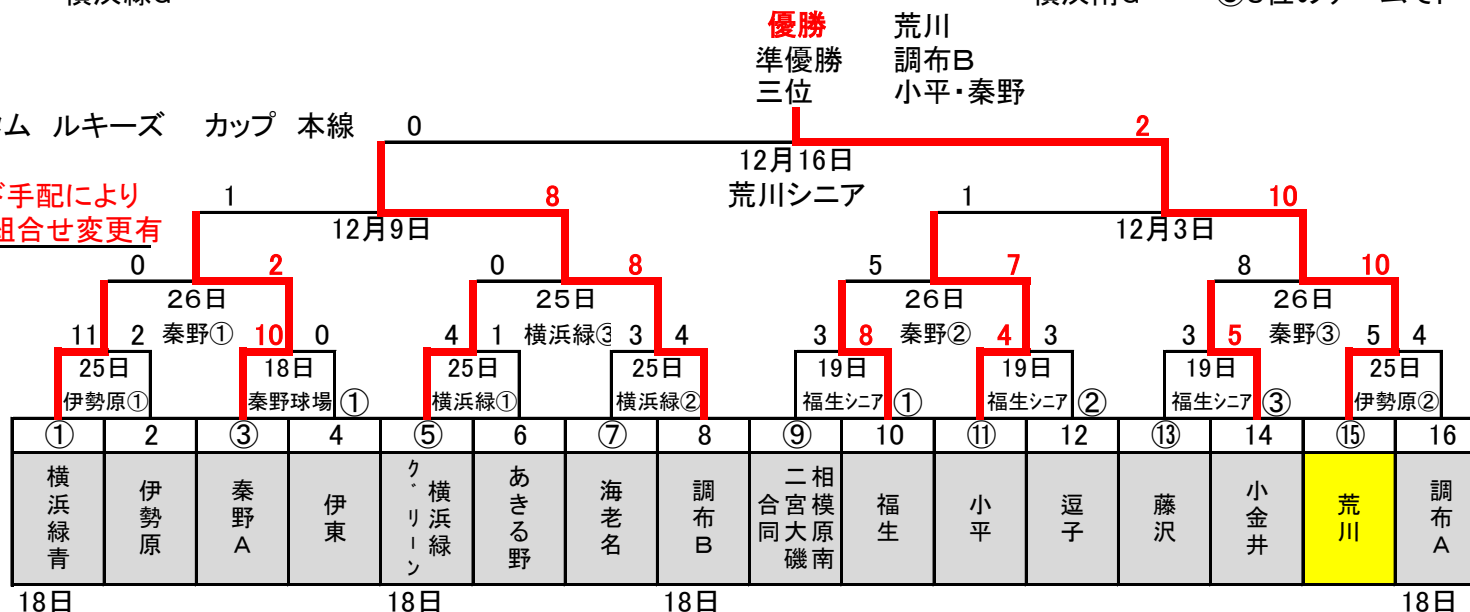 優勝 荒川
準優勝 調布B
三位 小平・秦野
ルキーズ カップ 本線 0 2
12月16日
荒川シニア
手配により 1 8 1 10
組合せ変更有 12月9日 12月3日
0 2 0 8 5 7 8 10
26日 25日 26日 26日
11 2 秦野① 10 0 4 1 横浜緑③ 3 4 3 8 秦野② 4 3 3 5 秦野③ 5 4
25日 18日 25日 25日 19日 19日 19日 25日
伊勢原① 秦野球場① 横浜緑① 横浜緑② 福生シニア① 福生シニア② 福生シニア③ 伊勢原②
① 2 ③ 4 ⑤ 6 ⑦ 8 ⑨ 10 ⑪ 12 ⑬ 14 ⑮ 16
横浜緑青
伊勢原
秦野A
伊東
横浜緑
グリーン
あきる野
海老名
調布B
相模原南
二宮大磯
合同
福生
小平
逗子
藤沢
小金井
荒川
調布A
18日 18日 18日 18日